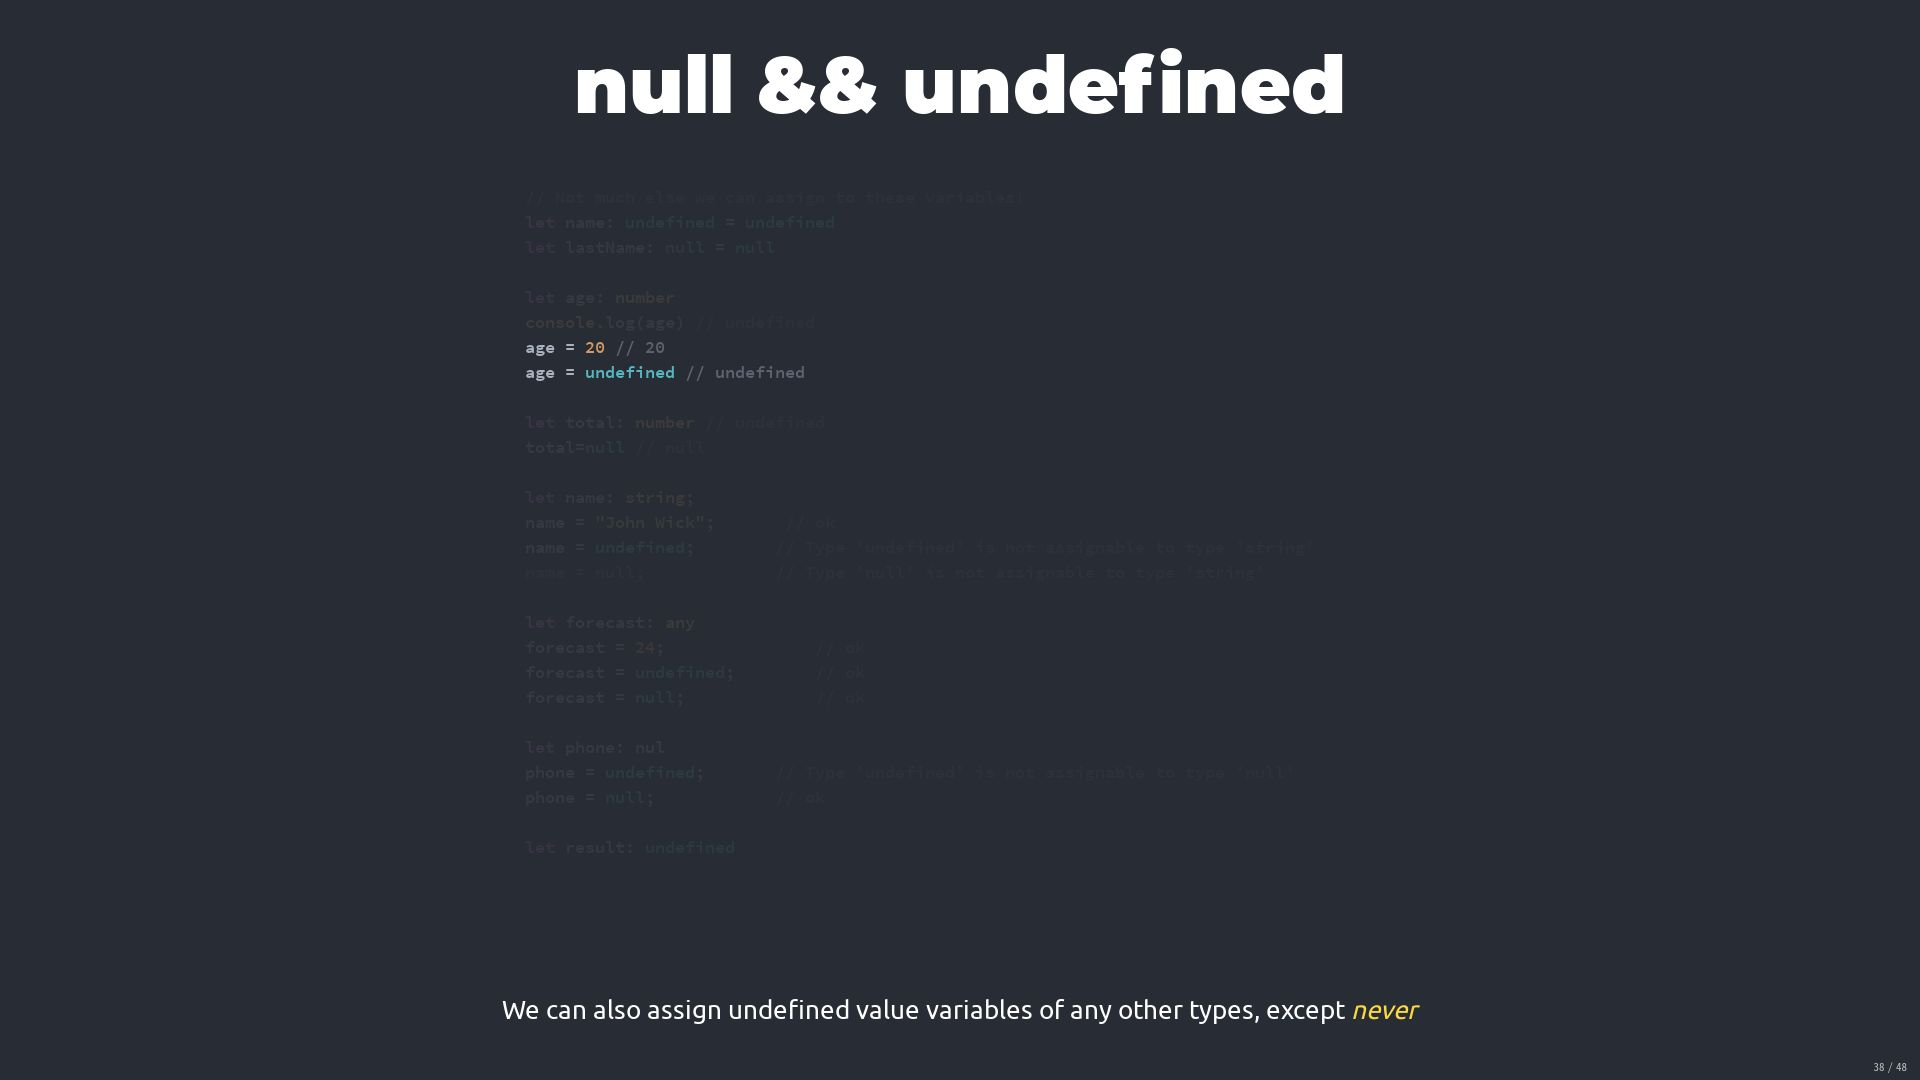 null && undefined
// Not much else we can assign to these variables!
let name: undefined = undefined
let lastName: null = null
let age: number
console.log(age) // undefined
age = 20 // 20
age = undefined // undefined
let total: number // undefined
total=null // null
let name: string;
name = "John Wick"; // ok
name = undefined; // Type 'undefined' is not assignable to type 'string'
name = null; // Type 'null' is not assignable to type 'string'
let forecast: any
forecast = 24; // ok
forecast = undefined; // ok
forecast = null; // ok
let phone: nul
phone = undefined; // Type 'undefined' is not assignable to type 'null'
phone = null; // ok
let result: undefined
We can also assign undefined value variables of any other types, except never
38 / 48